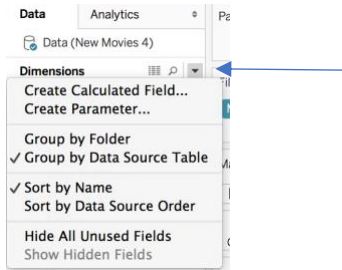 Data Analytics Pa
Data (New Movies 4)
Dimensions
Create Calculated Field...
Create Parameter...
Group by Folder
✓ Group by Data Source Table
✓ Sort by Name
Sort by Data Source Order
Hide All Unused Fields
Show Hidden Fields